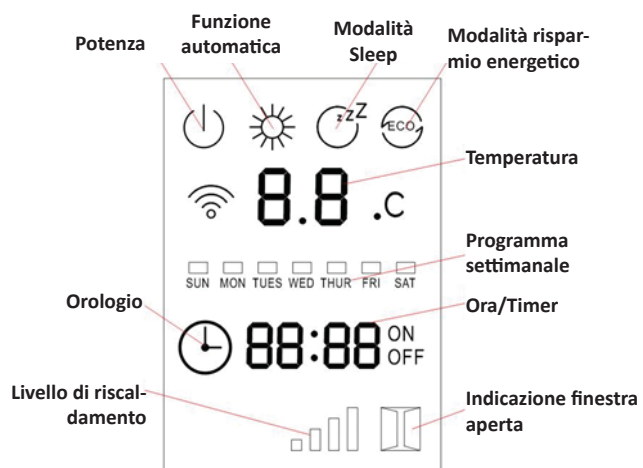 Potenza
Funzione
automatica
Modalità
Sleep
Modalità rispar-
mio energetico
zzZ
ECO
Temperatura
8.8 .C
Programma
settimanale
SUN MON TUES WED THUR FRI SAT
Orologio
Ora/Timer
88:88 ON
OFF
Livello di riscal-
damento
Indicazione finestra
aperta